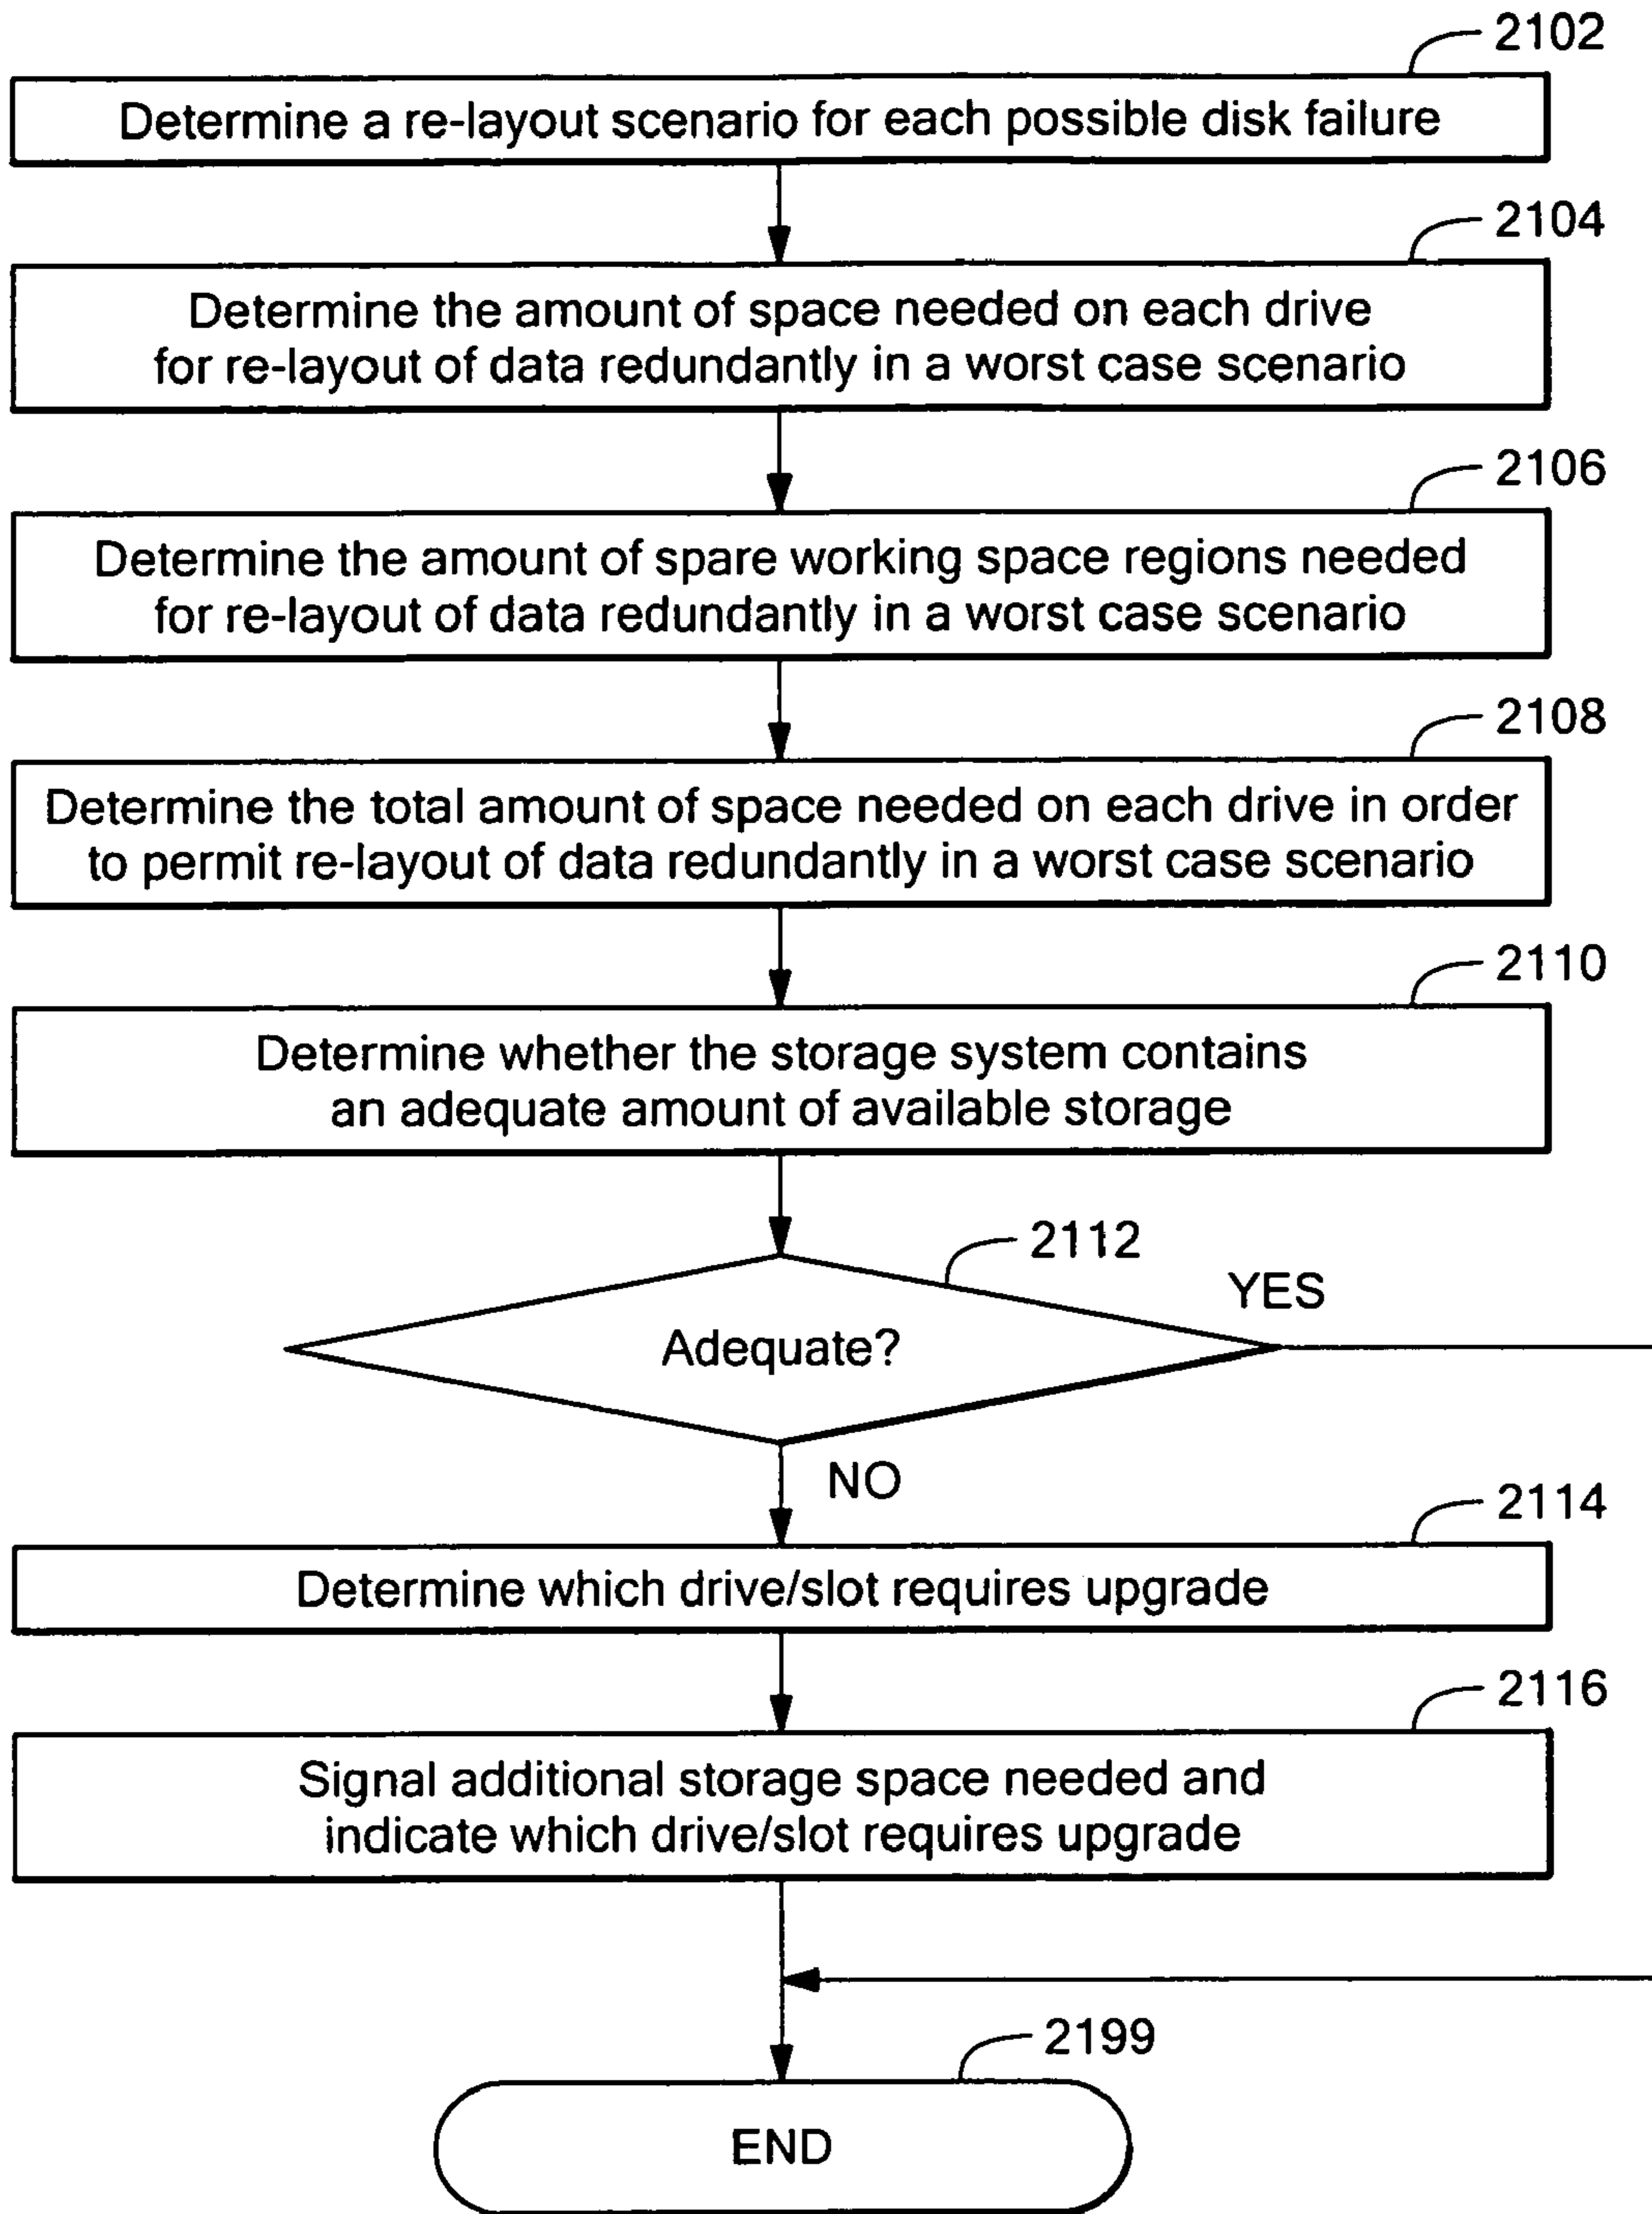 2102
Determine a re-layout scenario for each possible disk failure
2104
Determine the amount of space needed on each drive
for re-layout of data redundantly in a worst case scenario
2106
Determine the amount of spare working space regions needed
for re-layout of data redundantly in a worst case scenario
2108
Determine the total amount of space needed on each drive in order
to permit re-layout of data redundantly in a worst case scenario
2110
Determine whether the storage system contains
an adequate amount of available storage
2112
YES
Adequate?
NO
2114
Determine which drive/slot requires upgrade
2116
Signal additional storage space needed and
indicate which drive/slot requires upgrade
2199
END